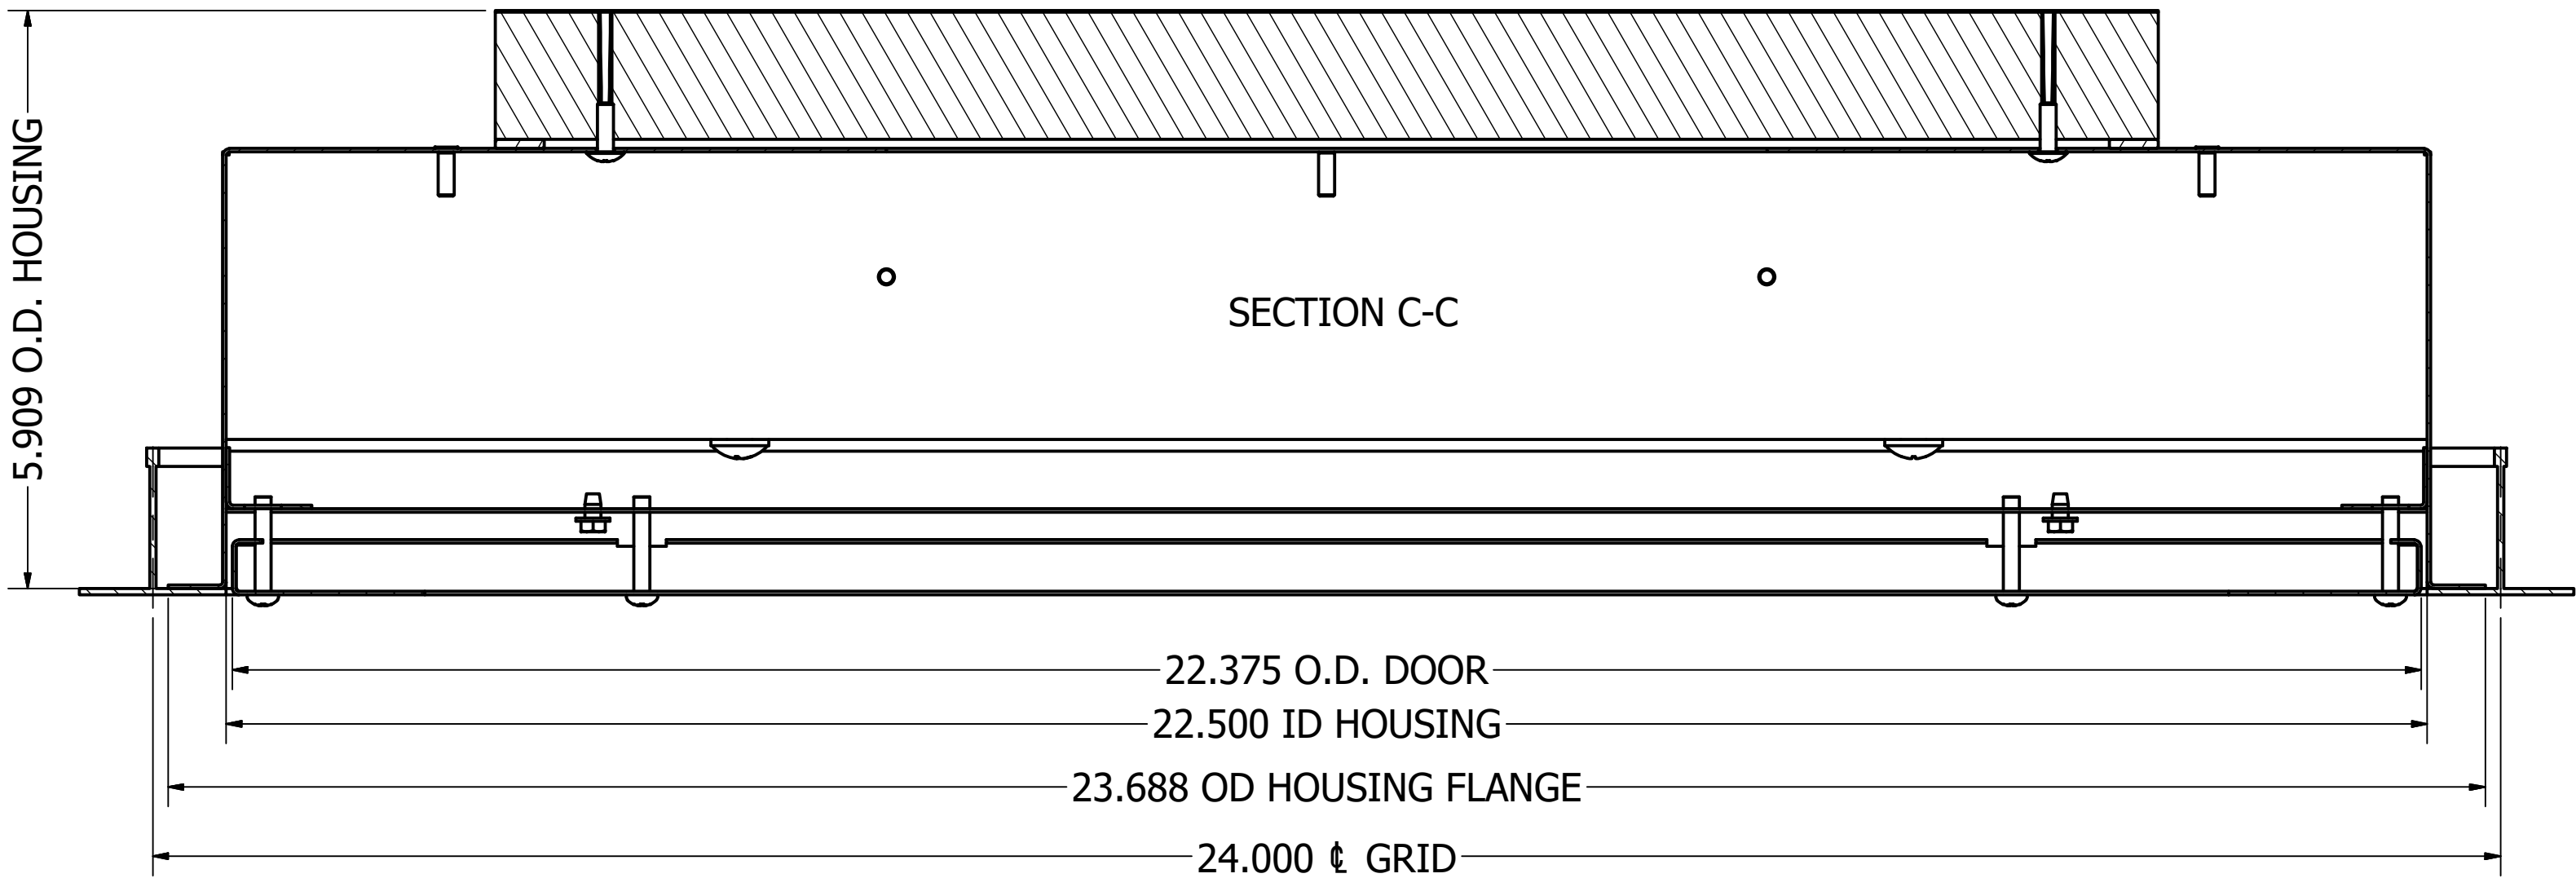 5.909 O.D. HOUSING
SECTION C-C
22.375 O.D. DOOR
22.500 ID HOUSING
23.688 OD HOUSING FLANGE
24.000 ℄ GRID